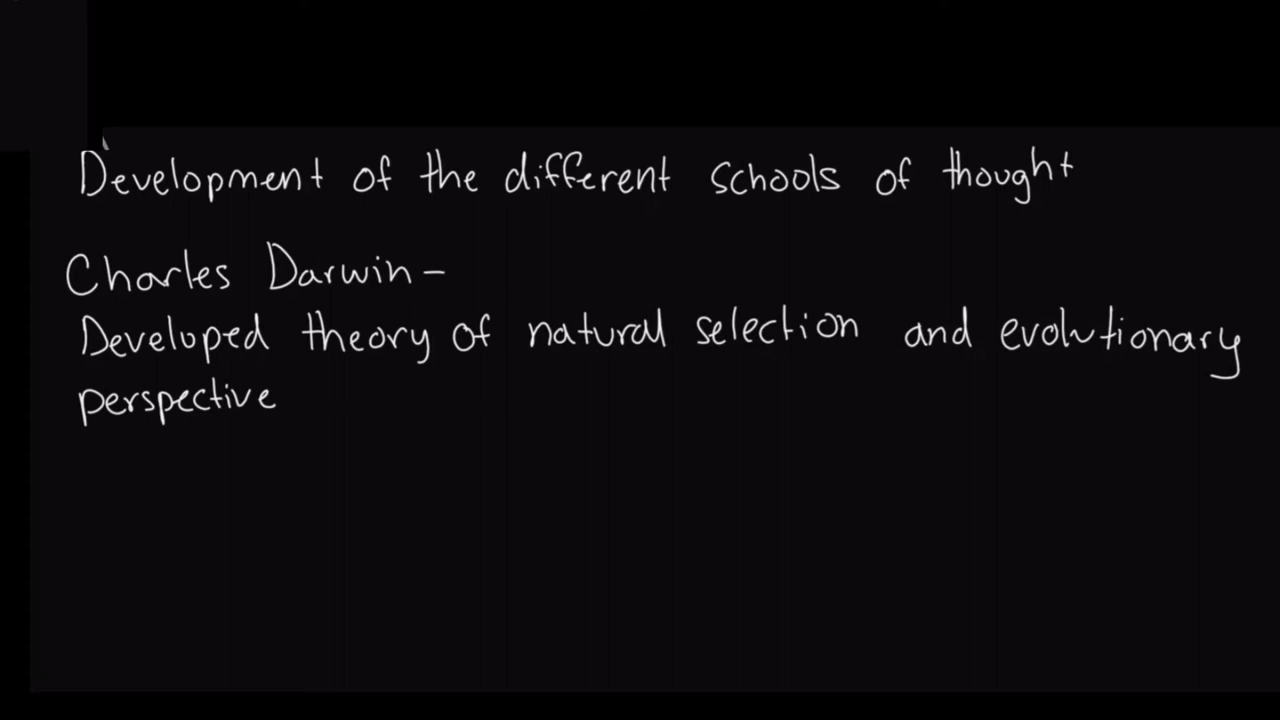 Development of the different schools of thought
Charles Darwin-
Developed theory of natural selection and evolutionary
perspective